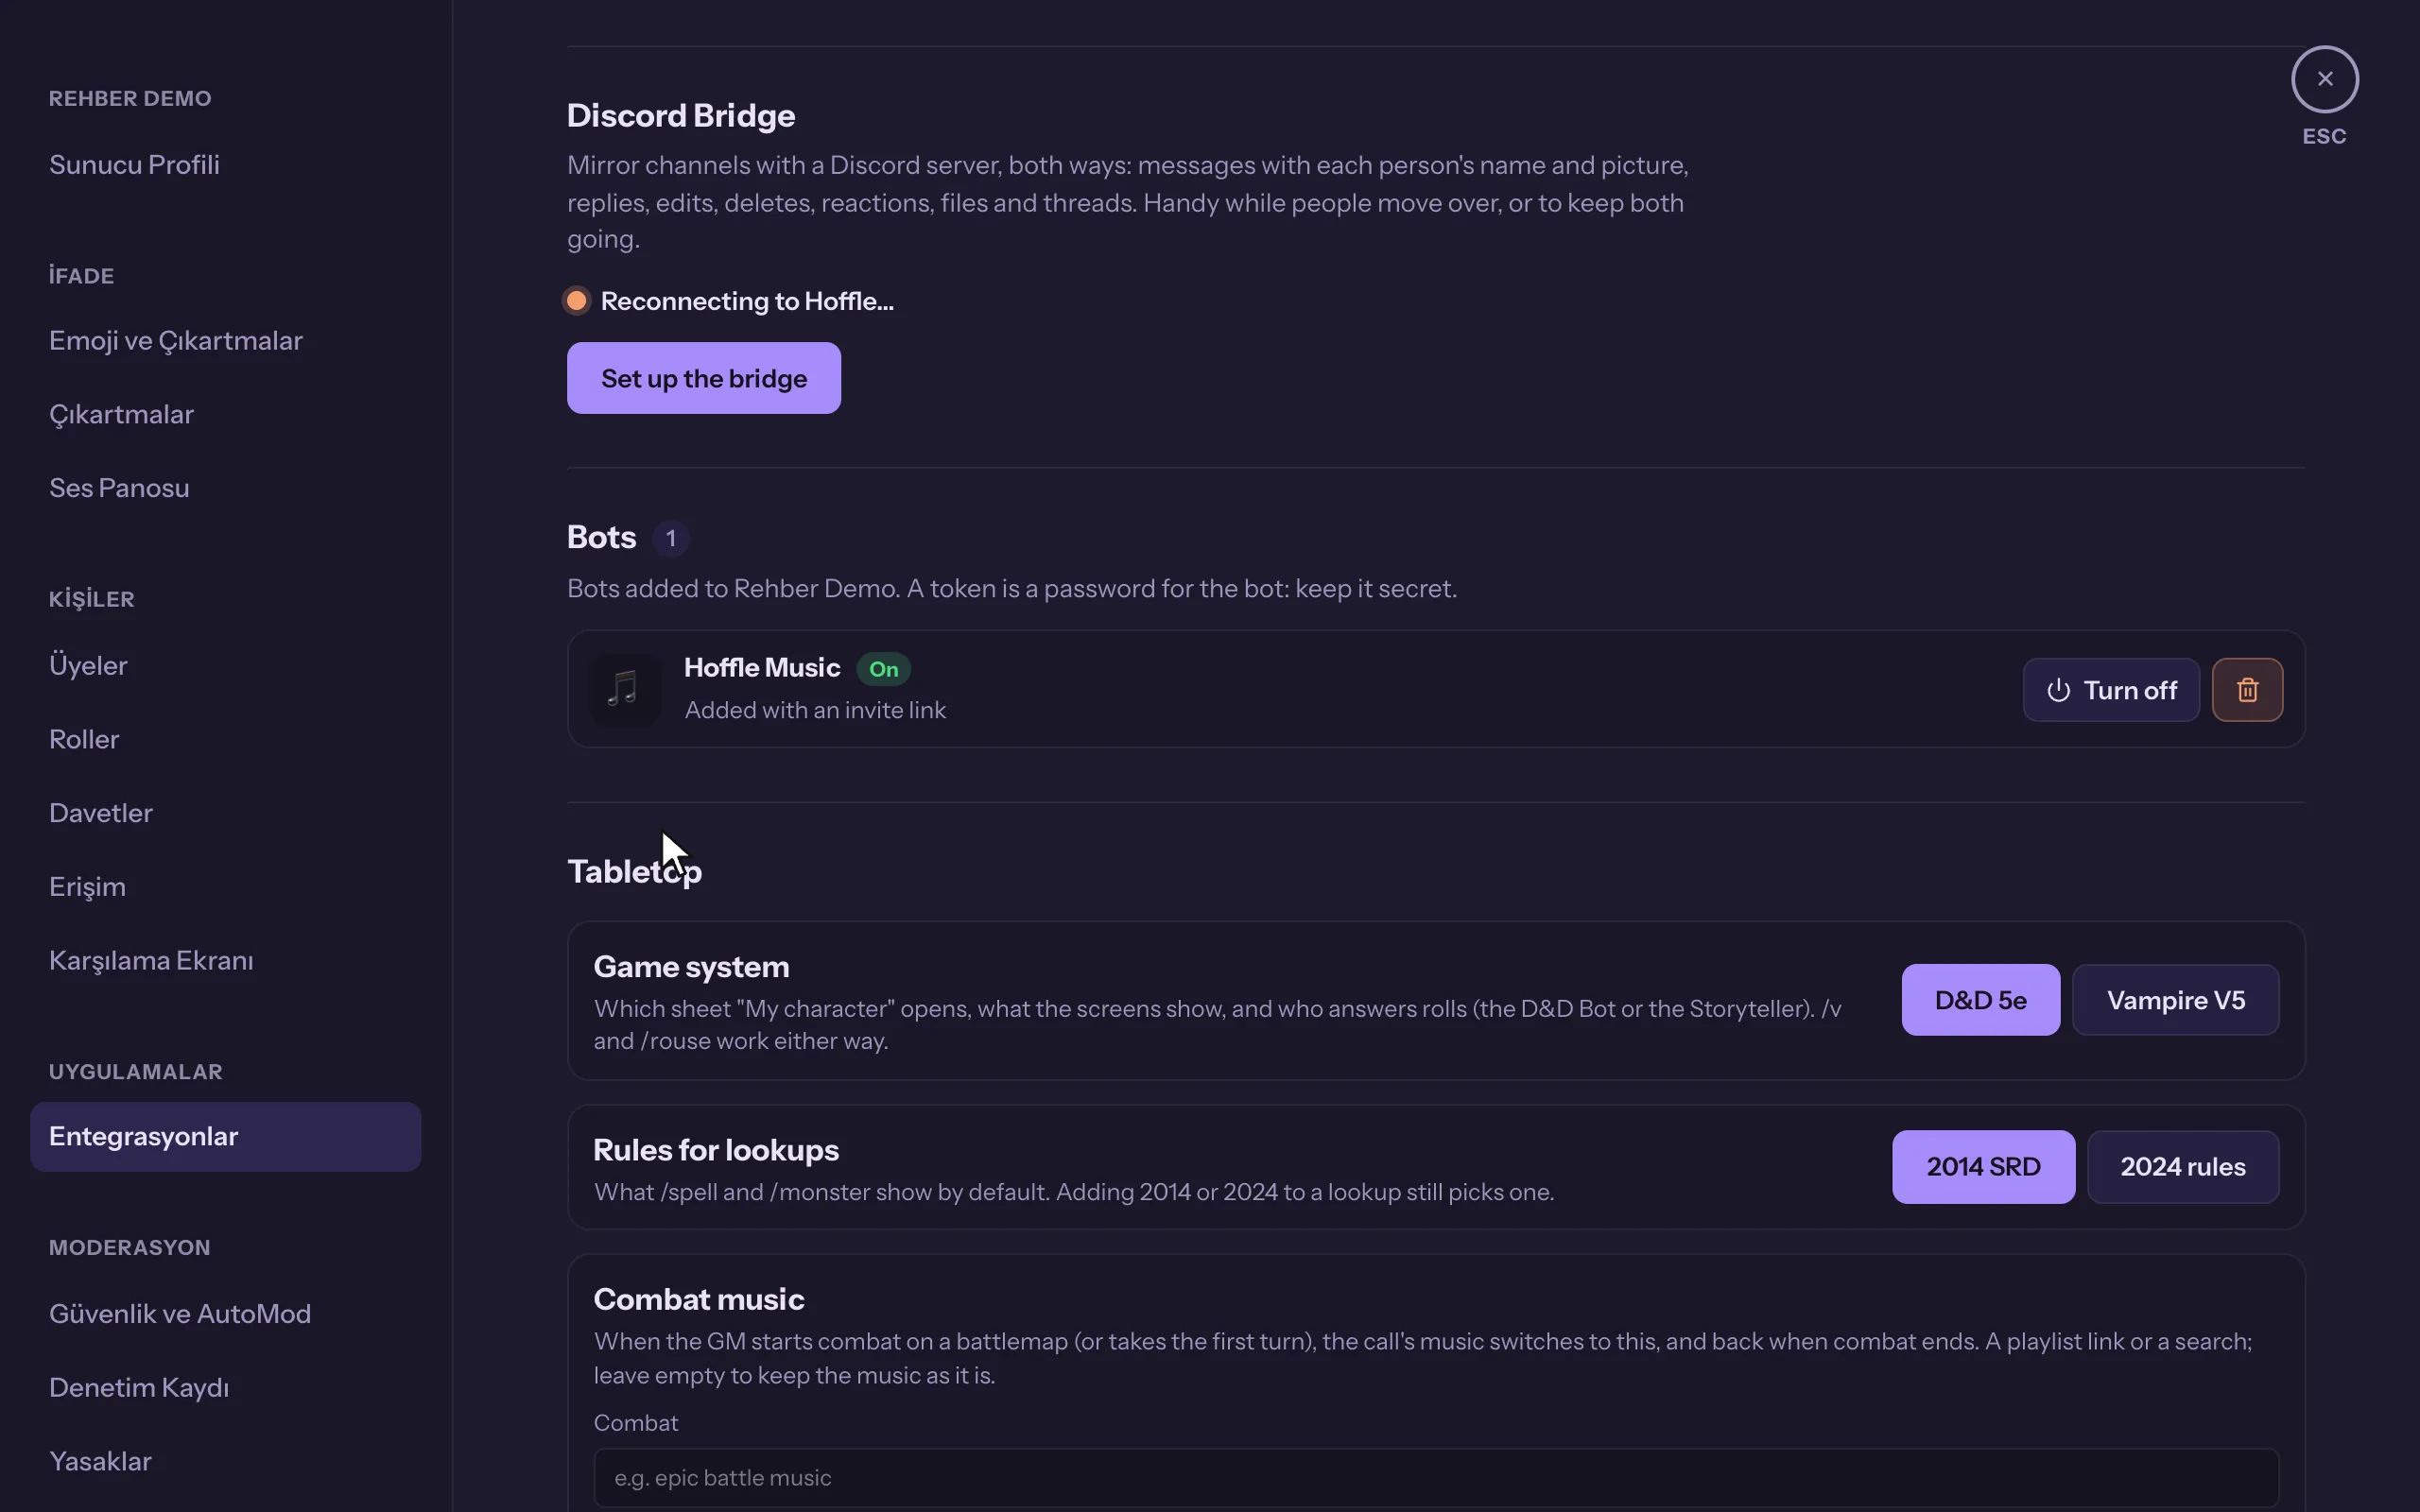 REHBER DEMO
Sunucu Profili
İFADE
Emoji ve Çıkartmalar
Çıkartmalar
Ses Panosu
KİŞİLER
Üyeler
Roller
Davetler
Erişim
Karşılama Ekranı
UYGULAMALAR
Entegrasyonlar
MODERASYON
Güvenlik ve AutoMod
Denetim Kaydı
Yasaklar
ESC
Discord Bridge
Mirror channels with a Discord server, both ways: messages with each person's name and picture,
replies, edits, deletes, reactions, files and threads. Handy while people move over, or to keep both
going.
Reconnecting to Hoffle...
Set up the bridge
Bots 1
Bots added to Rehber Demo. A token is a password for the bot: keep it secret.
Hoffle Music On
Added with an invite link
Turn off
Tabletop
Game system
Which sheet "My character" opens, what the screens show, and who answers rolls (the D&D Bot or the Storyteller). /v
and /rouse work either way.
D&D 5e
Vampire V5
Rules for lookups
What /spell and /monster show by default. Adding 2014 or 2024 to a lookup still picks one.
2014 SRD
2024 rules
Combat music
When the GM starts combat on a battlemap (or takes the first turn), the call's music switches to this, and back when combat ends. A playlist link or a search;
leave empty to keep the music as it is.
Combat
e.g. epic battle music